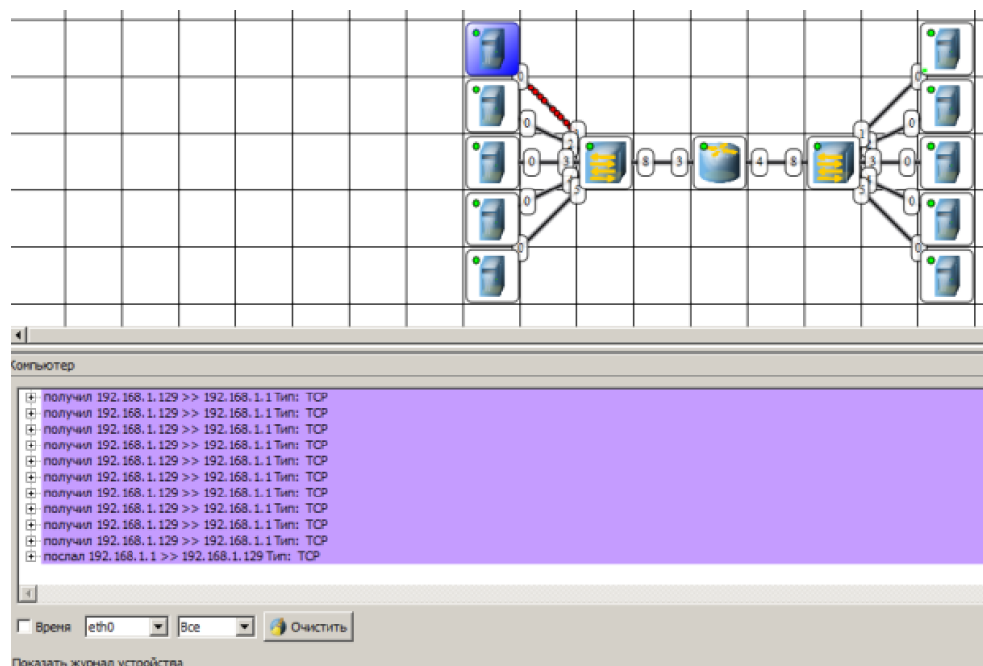 0
0
1
1
0
2
0
0
3
8
3
4
8
3
0
0
5
5
0
0
0
Компьютер
получил 192.168.1.129 >> 192.168.1.1 Тип: TCP
получил 192.168.1.129 >> 192.168.1.1 Тип: TCP
получил 192.168.1.129 >> 192.168.1.1 Тип: TCP
получил 192.168.1.129 >> 192.168.1.1 Тип: TCP
получил 192.168.1.129 >> 192.168.1.1 Тип: TCP
получил 192.168.1.129 >> 192.168.1.1 Тип: TCP
получил 192.168.1.129 >> 192.168.1.1 Тип: TCP
получил 192.168.1.129 >> 192.168.1.1 Тип: TCP
получил 192.168.1.129 >> 192.168.1.1 Тип: TCP
получил 192.168.1.129 >> 192.168.1.1 Тип: TCP
послал 192.168.1.1 >> 192.168.1.129 Тип: TCP
Время eth0 Все Очистить
Показать журнал устройства